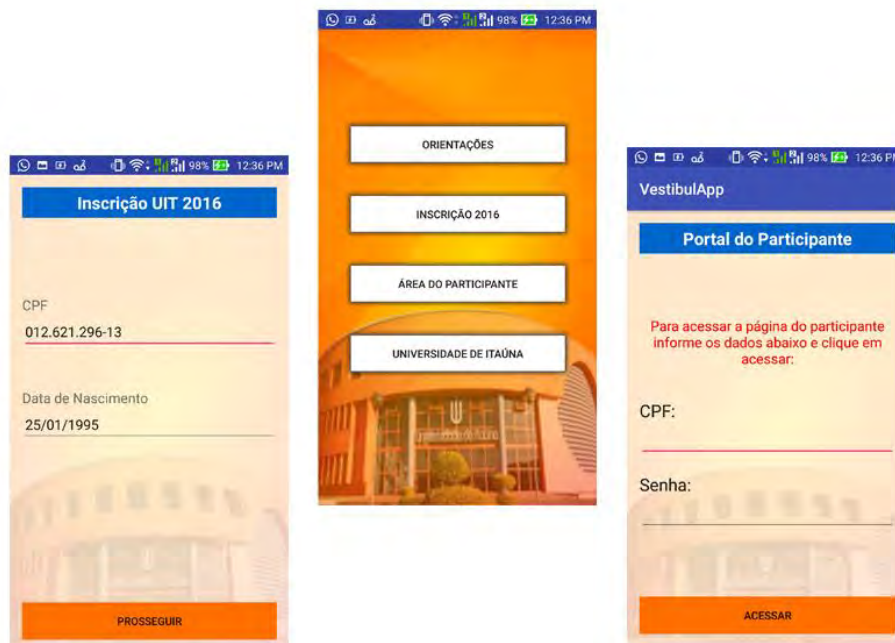 98% 12:36 PM
Inscrição UIT 2016
CPF
012.621.296-13
Data de Nascimento
25/01/1995
PROSSEGUIR
98% 12:36 PM
ORIENTAÇÕES
INSCRIÇÃO 2016
ÁREA DO PARTICIPANTE
UNIVERSIDADE DE ITAÚNA
98% 12:36 PM
VestibulApp
Portal do Participante
Para acessar a página do participante
informe os dados abaixo e clique em
acessar:
CPF:
Senha:
ACESSAR